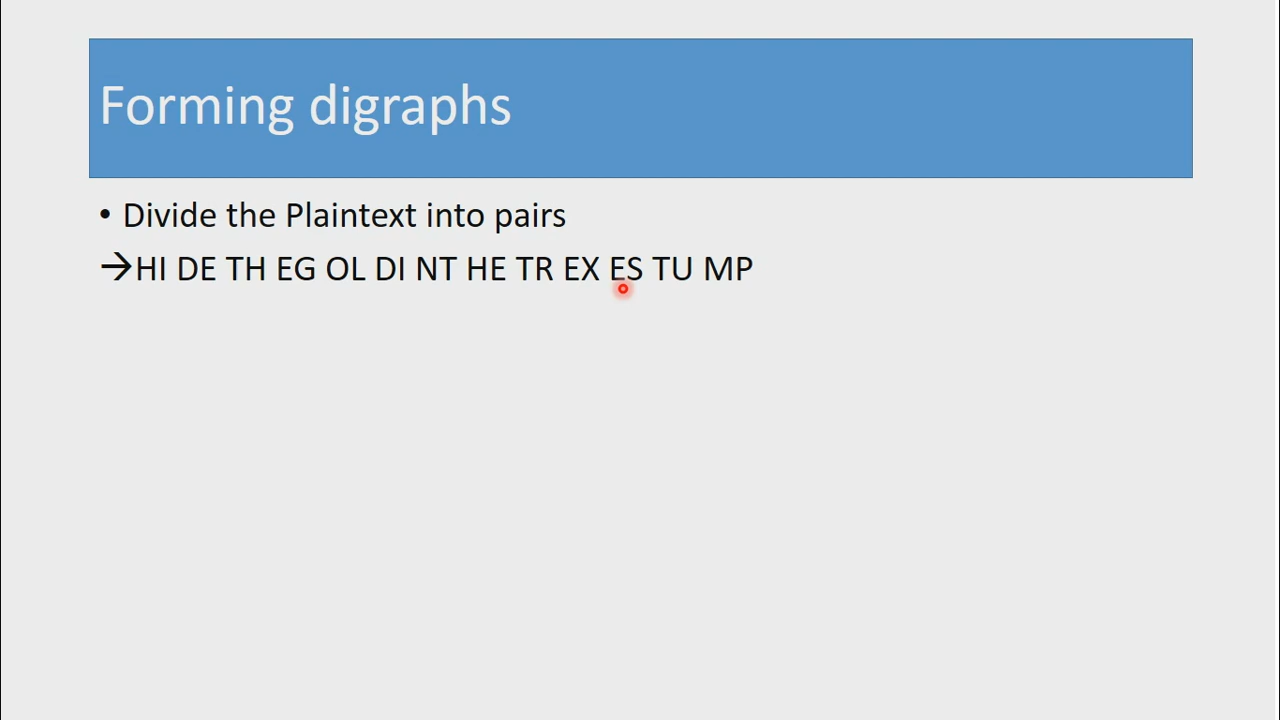 Forming digraphs
• Divide the Plaintext into pairs
→HI DE TH EG OL DI NT HE TR EX ES TU MP